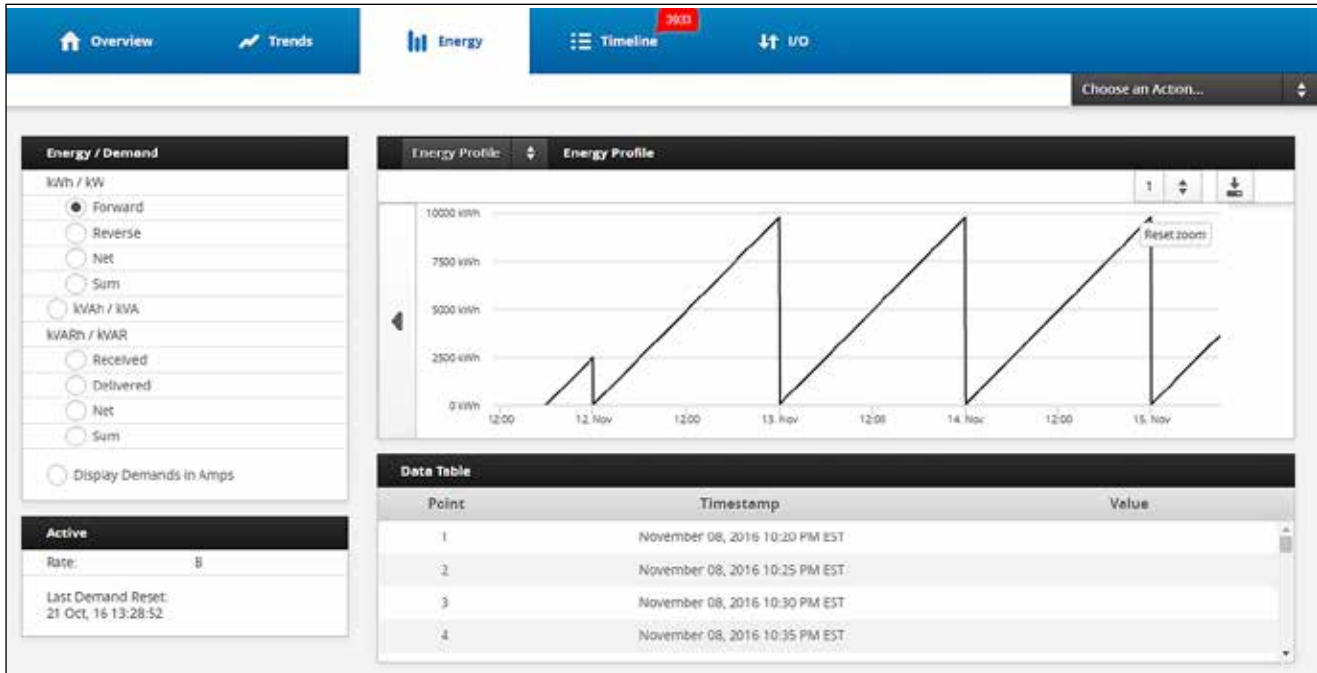 Overview Trends Energy Timeline 3933 I/O
Choose an Action...
Energy / Demand
kWh / kW
Forward
Reverse
Net
Sum
kVAh / kVA
kVARh / kVAR
Received
Delivered
Net
Sum
Display Demands in Amps
Active
Rate: B
Last Demand Reset:
21 Oct, 16 13:28:52
Energy Profile Energy Profile
1
10000 kWh
Reset zoom
7500 kWh
5000 kWh
2500 kWh
0 kWh
12:00 12. Nov 12:00 13. Nov 12:00 14. Nov 12:00 15. Nov
Data Table
Point Timestamp Value
1 November 08, 2016 10:20 PM EST
2 November 08, 2016 10:25 PM EST
3 November 08, 2016 10:30 PM EST
4 November 08, 2016 10:35 PM EST